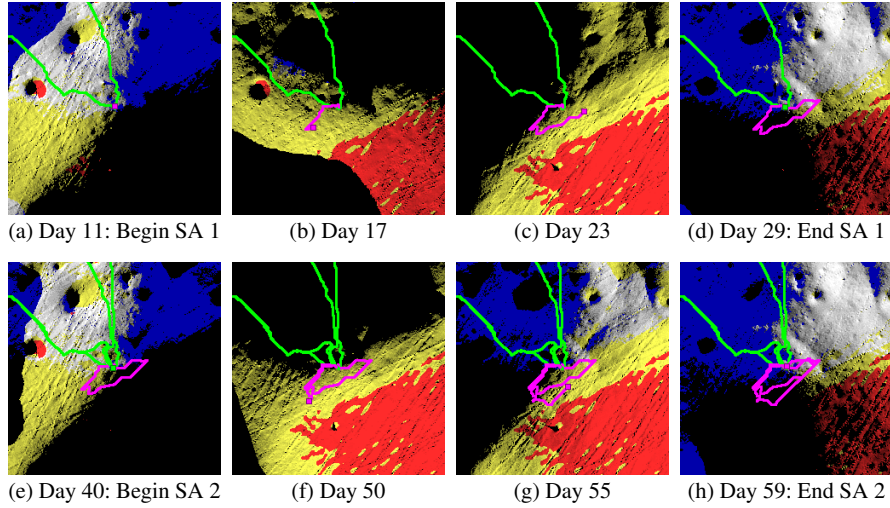 (a) Day 11: Begin SA 1
(b) Day 17
(c) Day 23
(d) Day 29: End SA 1
(e) Day 40: Begin SA 2
(f) Day 50
(g) Day 55
(h) Day 59: End SA 2